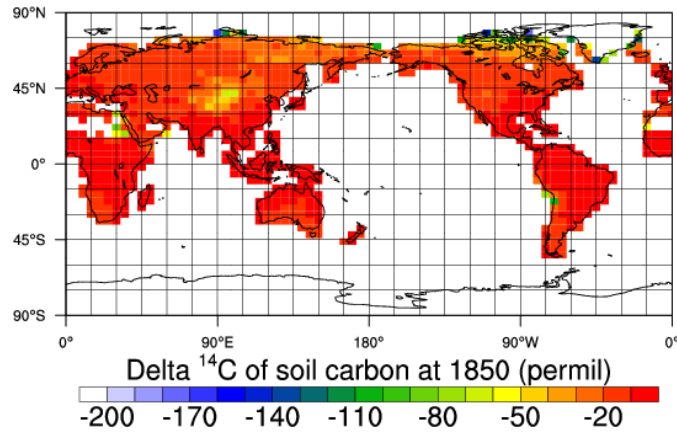 90°N
45°N
0°
45°S
90°S
0° 90°E 180° 90°W 0°
Delta ¹⁴C of soil carbon at 1850 (permil)
-200 -170 -140 -110 -80 -50 -20